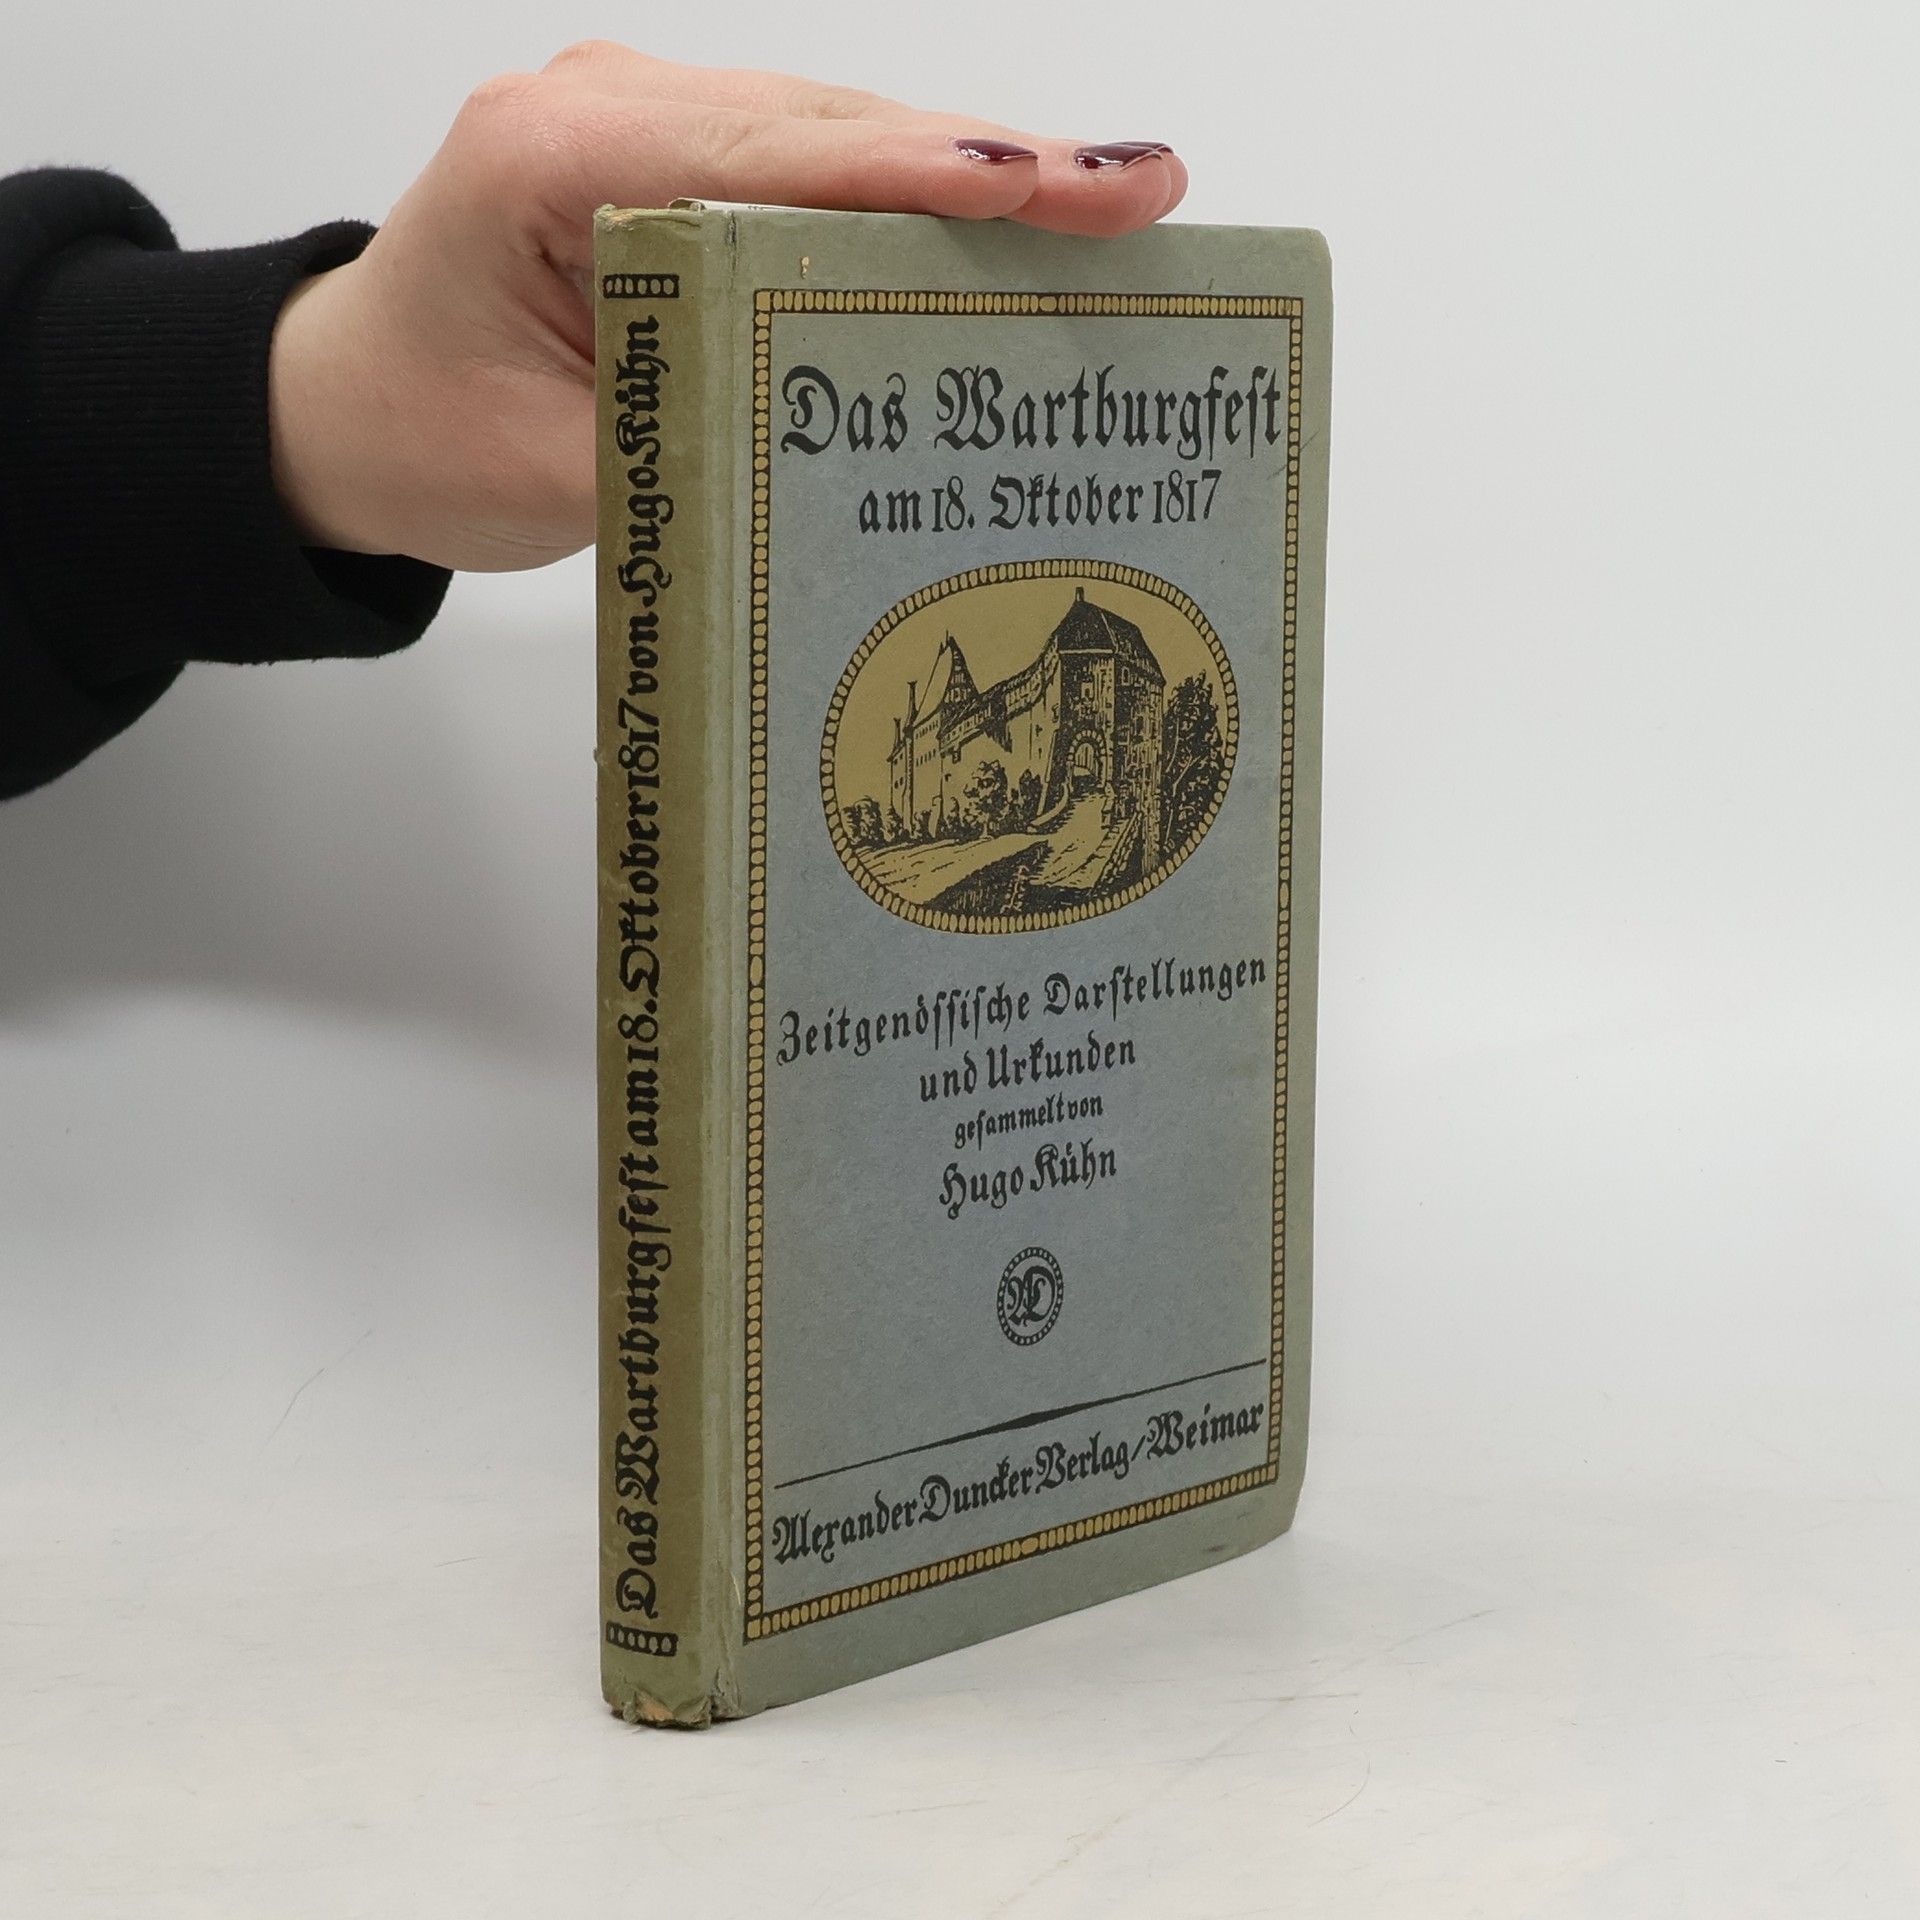 Das Wartburgfest am 18. Oktober 1817 von Hugo Kühn
Das Wartburgfest
am 18. Oktober 1817
Zeitgenössische Darstellungen
und Urkunden
gesammelt von
Hugo Kühn
AD
Alexander Duncker Verlag / Weimar